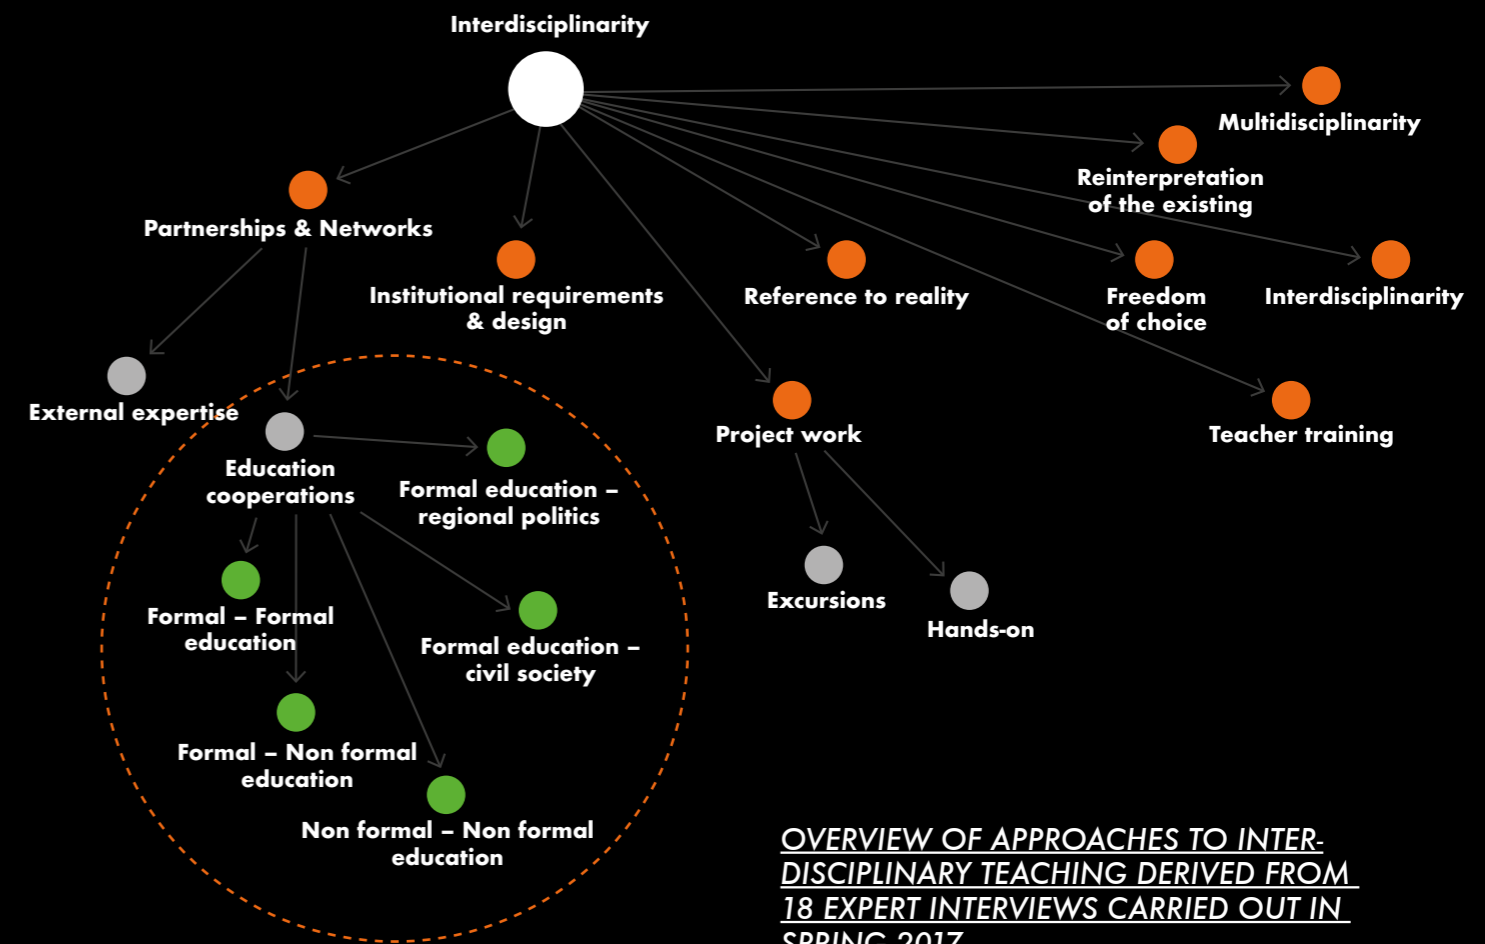 Interdisciplinarity
Multidisciplinarity
Reinterpretation
of the existing
Partnerships & Networks
Institutional requirements
& design
Reference to reality
Freedom
of choice
Interdisciplinarity
External expertise
Project work
Teacher training
Education
cooperations
Formal education –
regional politics
Excursions
Hands-on
Formal – Formal
education
Formal education –
civil society
Formal – Non formal
education
Non formal – Non formal
education
OVERVIEW OF APPROACHES TO INTER-
DISCIPLINARY TEACHING DERIVED FROM
18 EXPERT INTERVIEWS CARRIED OUT IN
SPRING 2017